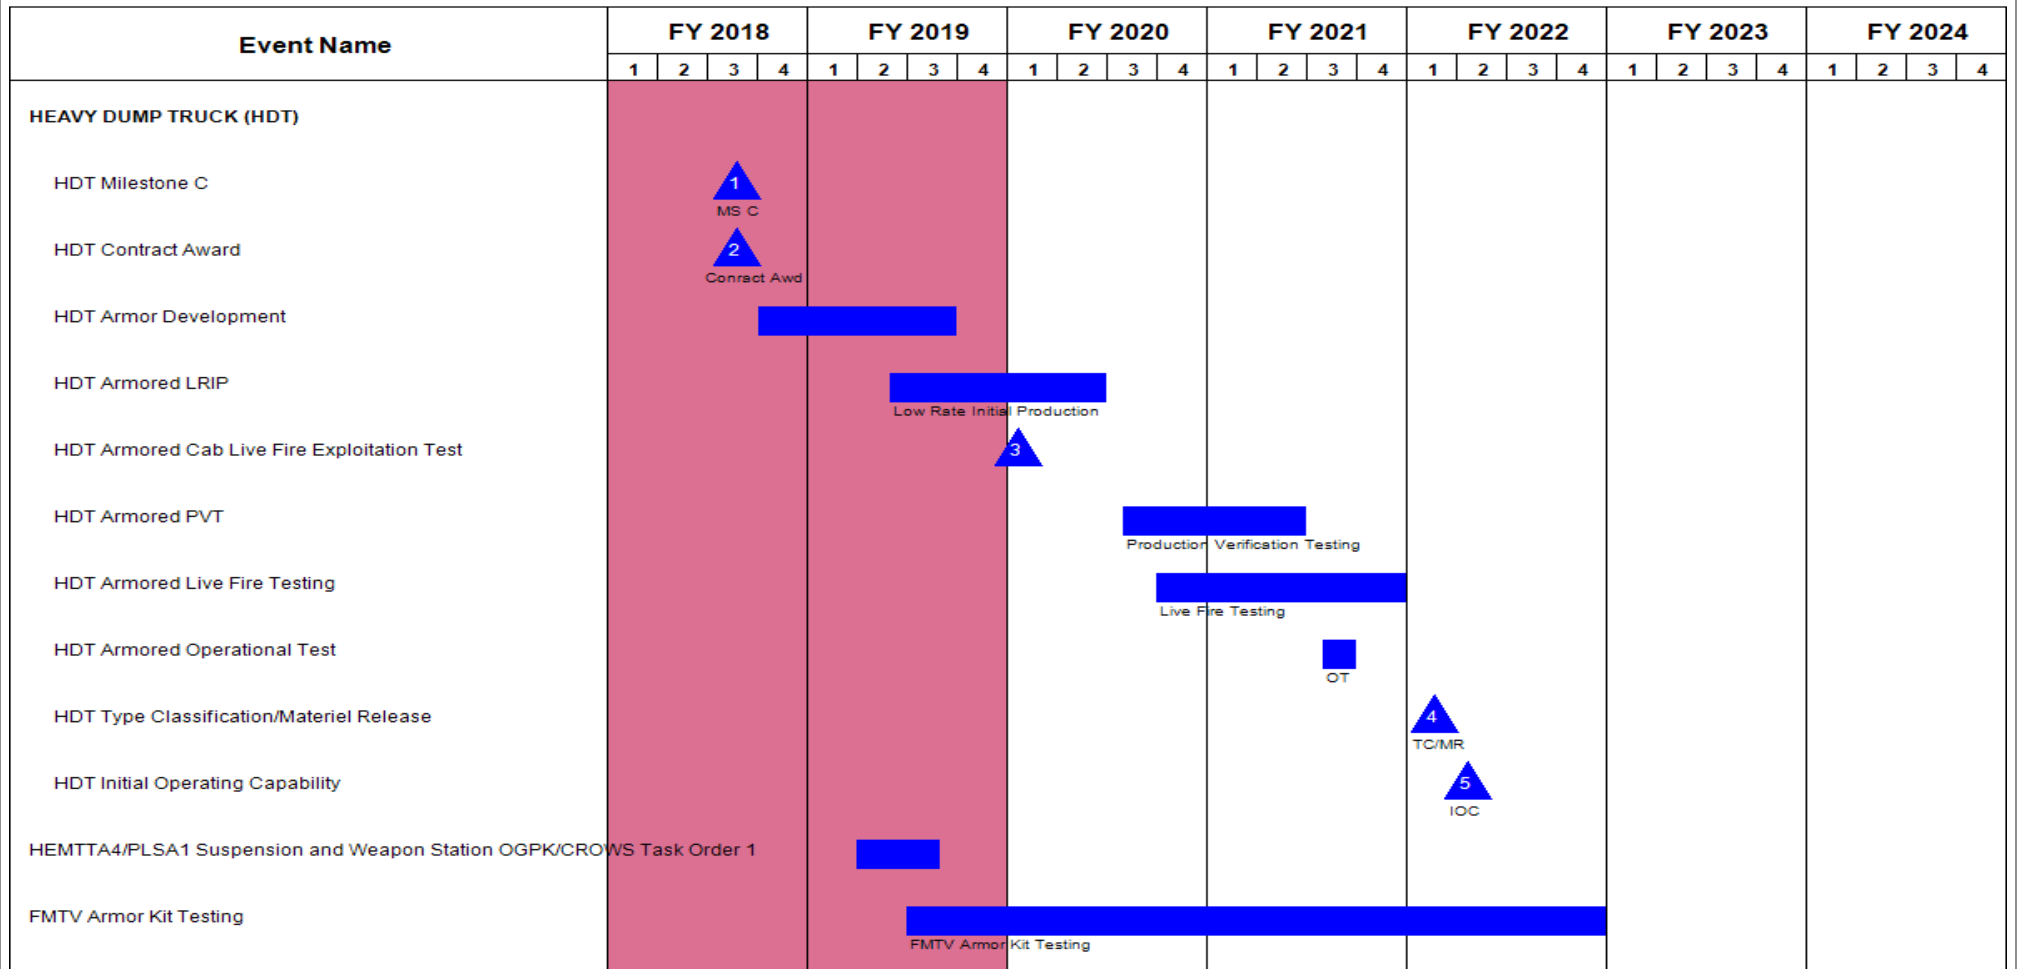 Event Name FY 2018 FY 2019 FY 2020 FY 2021 FY 2022 FY 2023 FY 2024
1 2 3 4 1 2 3 4 1 2 3 4 1 2 3 4 1 2 3 4 1 2 3 4 1 2 3 4
HEAVY DUMP TRUCK (HDT)
HDT Milestone C 1
MS C
HDT Contract Award 2
Conract Awd
HDT Armor Development
HDT Armored LRIP
Low Rate Initial Production
HDT Armored Cab Live Fire Exploitation Test 3
HDT Armored PVT
Production Verification Testing
HDT Armored Live Fire Testing
Live Fire Testing
HDT Armored Operational Test
OT
HDT Type Classification/Materiel Release 4
TC/MR
HDT Initial Operating Capability 5
IOC
HEMTTA4/PLSA1 Suspension and Weapon Station OGPK/CROWS Task Order 1
FMTV Armor Kit Testing
FMTV Armor Kit Testing